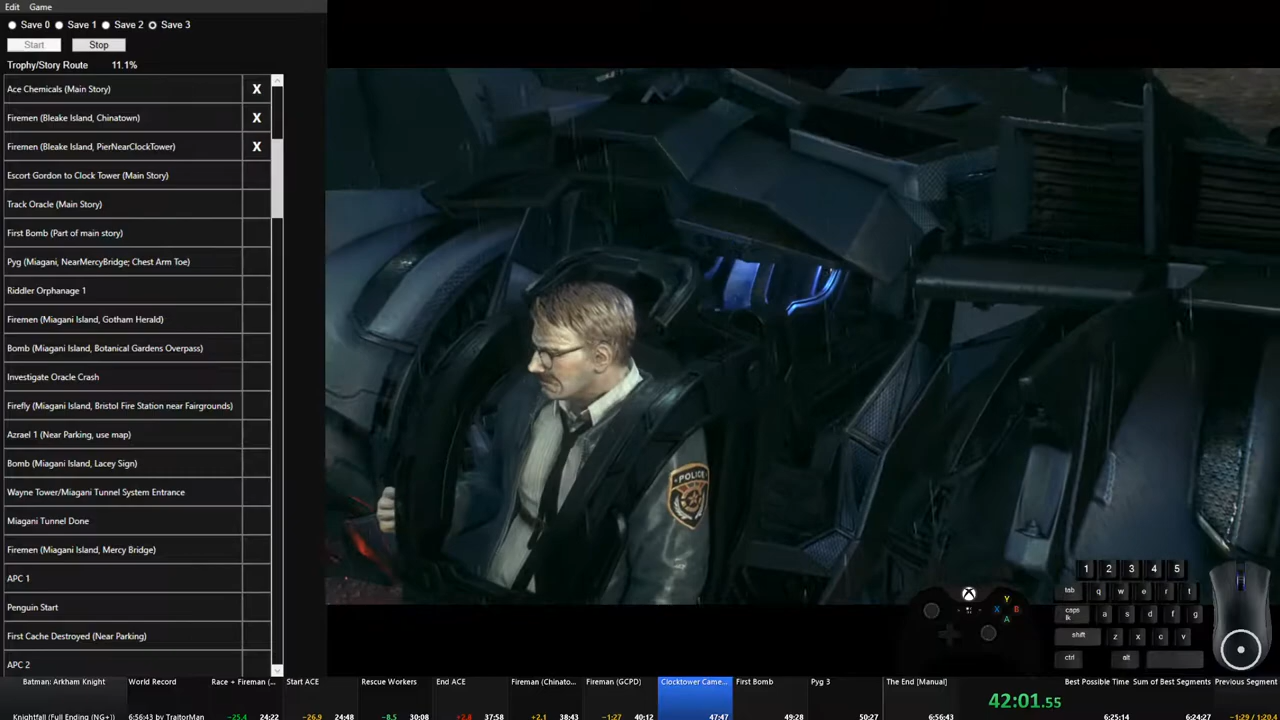 Edit Game
Save 0 Save 1 Save 2 Save 3
Start Stop
Trophy/Story Route 11.1%
Ace Chemicals (Main Story) X
Firemen (Bleake Island, Chinatown) X
Firemen (Bleake Island, PierNearClockTower) X
Escort Gordon to Clock Tower (Main Story)
Track Oracle (Main Story)
First Bomb (Part of main story)
Pyg (Miagani, NearMercyBridge; Chest Arm Toe)
Riddler Orphanage 1
Firemen (Miagani Island, Gotham Herald)
Bomb (Miagani Island, Botanical Gardens Overpass)
Investigate Oracle Crash
Firefly (Miagani Island, Bristol Fire Station near Fairgrounds)
Azrael 1 (Near Parking, use map)
Bomb (Miagani Island, Lacey Sign)
Wayne Tower/Miagani Tunnel System Entrance
Miagani Tunnel Done
Firemen (Miagani Island, Mercy Bridge)
APC 1
Penguin Start
First Cache Destroyed (Near Parking)
APC 2
POLICE
Y
X B
A
1 2 3 4 5
tab q w e r t
caps lk a s d f g
shift z x c v
ctrl alt
Batman: Arkham Knight World Record Race + Fireman (... Start ACE Rescue Workers End ACE Fireman (Chinato... Fireman (GCPD) Clocktower Came... First Bomb Pyg 3 The End [Manual] 42:01.55 Best Possible Time Sum of Best Segments Previous Segment
Knightfall (Full Ending (NG+)) 6:56:43 by TraitorMan -25.4 24:22 -26.9 24:48 -8.5 30:08 +2.8 37:58 +2.1 38:43 -1:27 40:12 47:47 49:28 50:27 6:56:43 6:25:14 6:24:27 -1:29 / 1:20.6